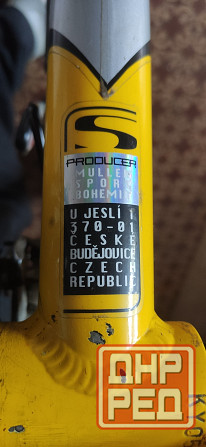 S
PRODUCER
MULLER
SPORT
BOHEMIA
U JESLÍ 1
370-01
ČESKÉ
BUDĚJOVICE
CZECH
REPUBLIC
ДНР
РЕД